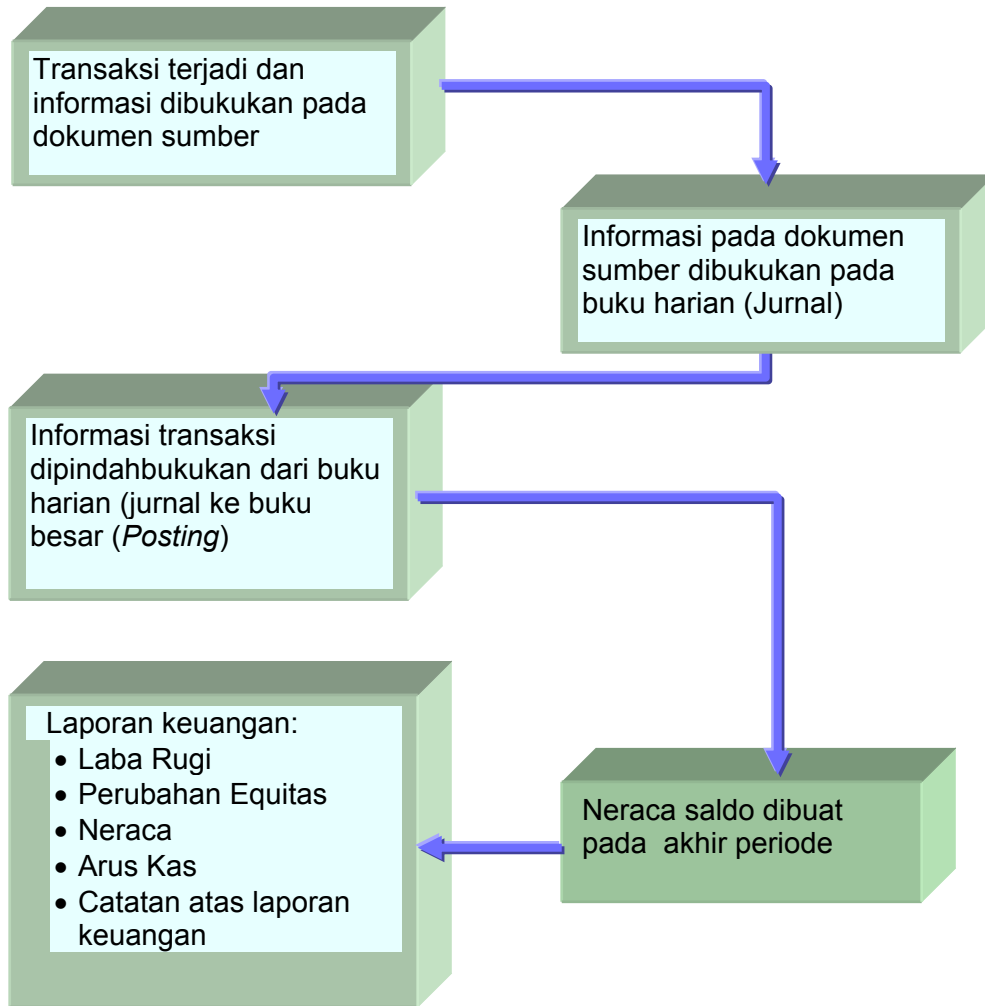 Transaksi terjadi dan
informasi dibukukan pada
dokumen sumber
Informasi pada dokumen
sumber dibukukan pada
buku harian (Jurnal)
Informasi transaksi
dipindahbukukan dari buku
harian (jurnal ke buku
besar (Posting)
Neraca saldo dibuat
pada  akhir periode
Laporan keuangan:
• Laba Rugi
• Perubahan Equitas
• Neraca
• Arus Kas
• Catatan atas laporan
keuangan